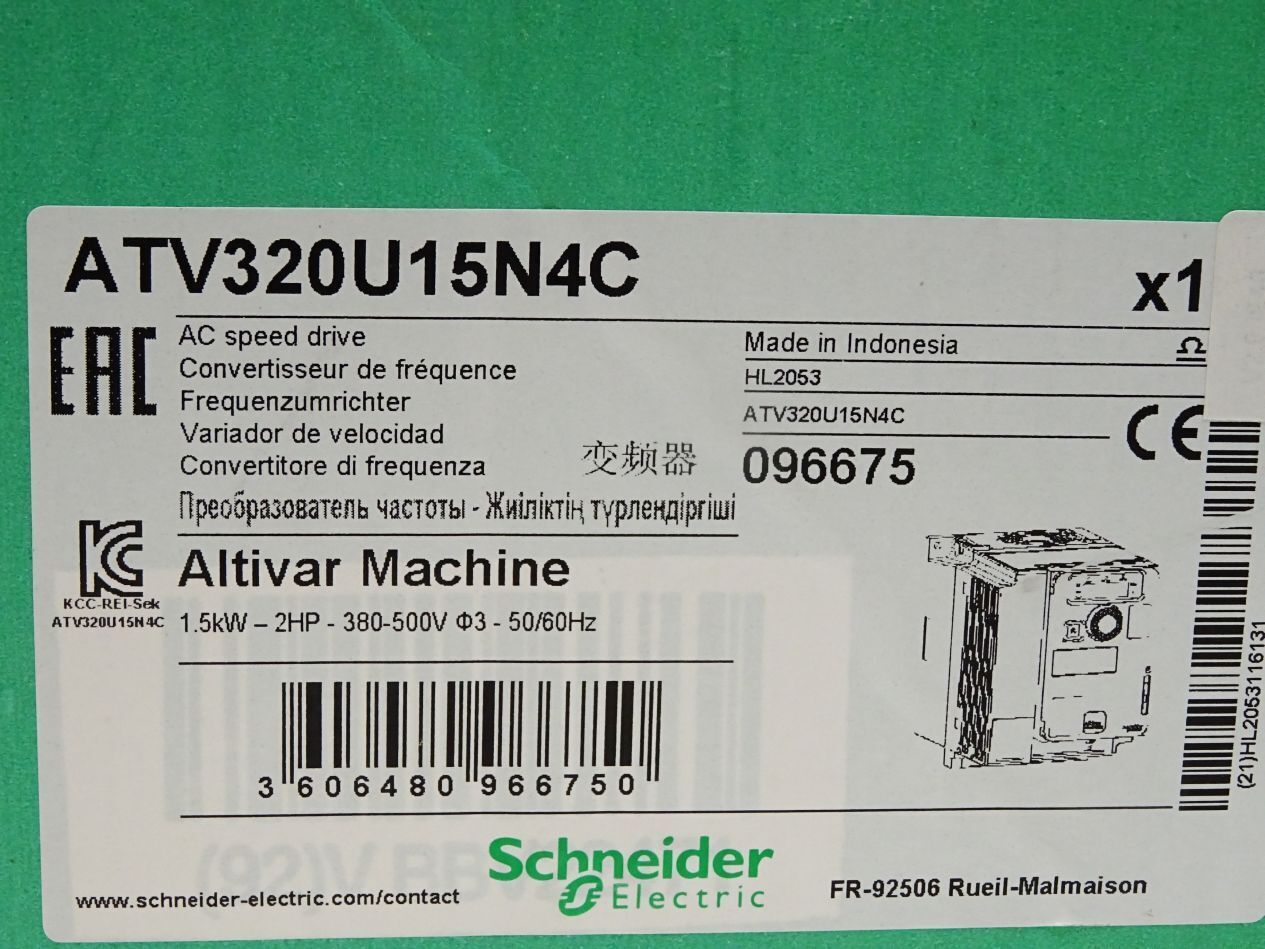 ATV320U15N4C
x1
EAC
AC speed drive
Convertisseur de fréquence
Frequenzumrichter
Variador de velocidad
Convertitore di frequenza
变频器
Преобразователь частоты - Жиіліктің түрлендіргіші
Made in Indonesia
HL2053
ATV320U15N4C
CE
096675
KCC-REI-Sek
ATV320U15N4C
Altivar Machine
1.5kW – 2HP - 380-500V Φ3 - 50/60Hz
3 606480 966750
(21)HL2053116131
Schneider
Electric
www.schneider-electric.com/contact
FR-92506 Rueil-Malmaison